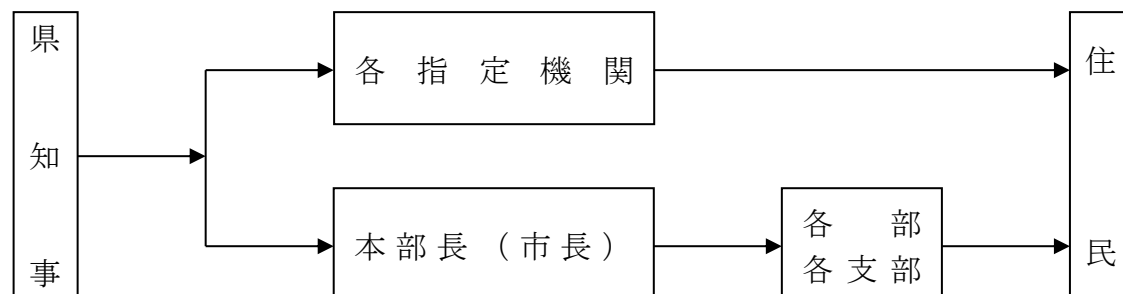 県知事
各指定機関
本部長（市長）
各部
各支部
住民